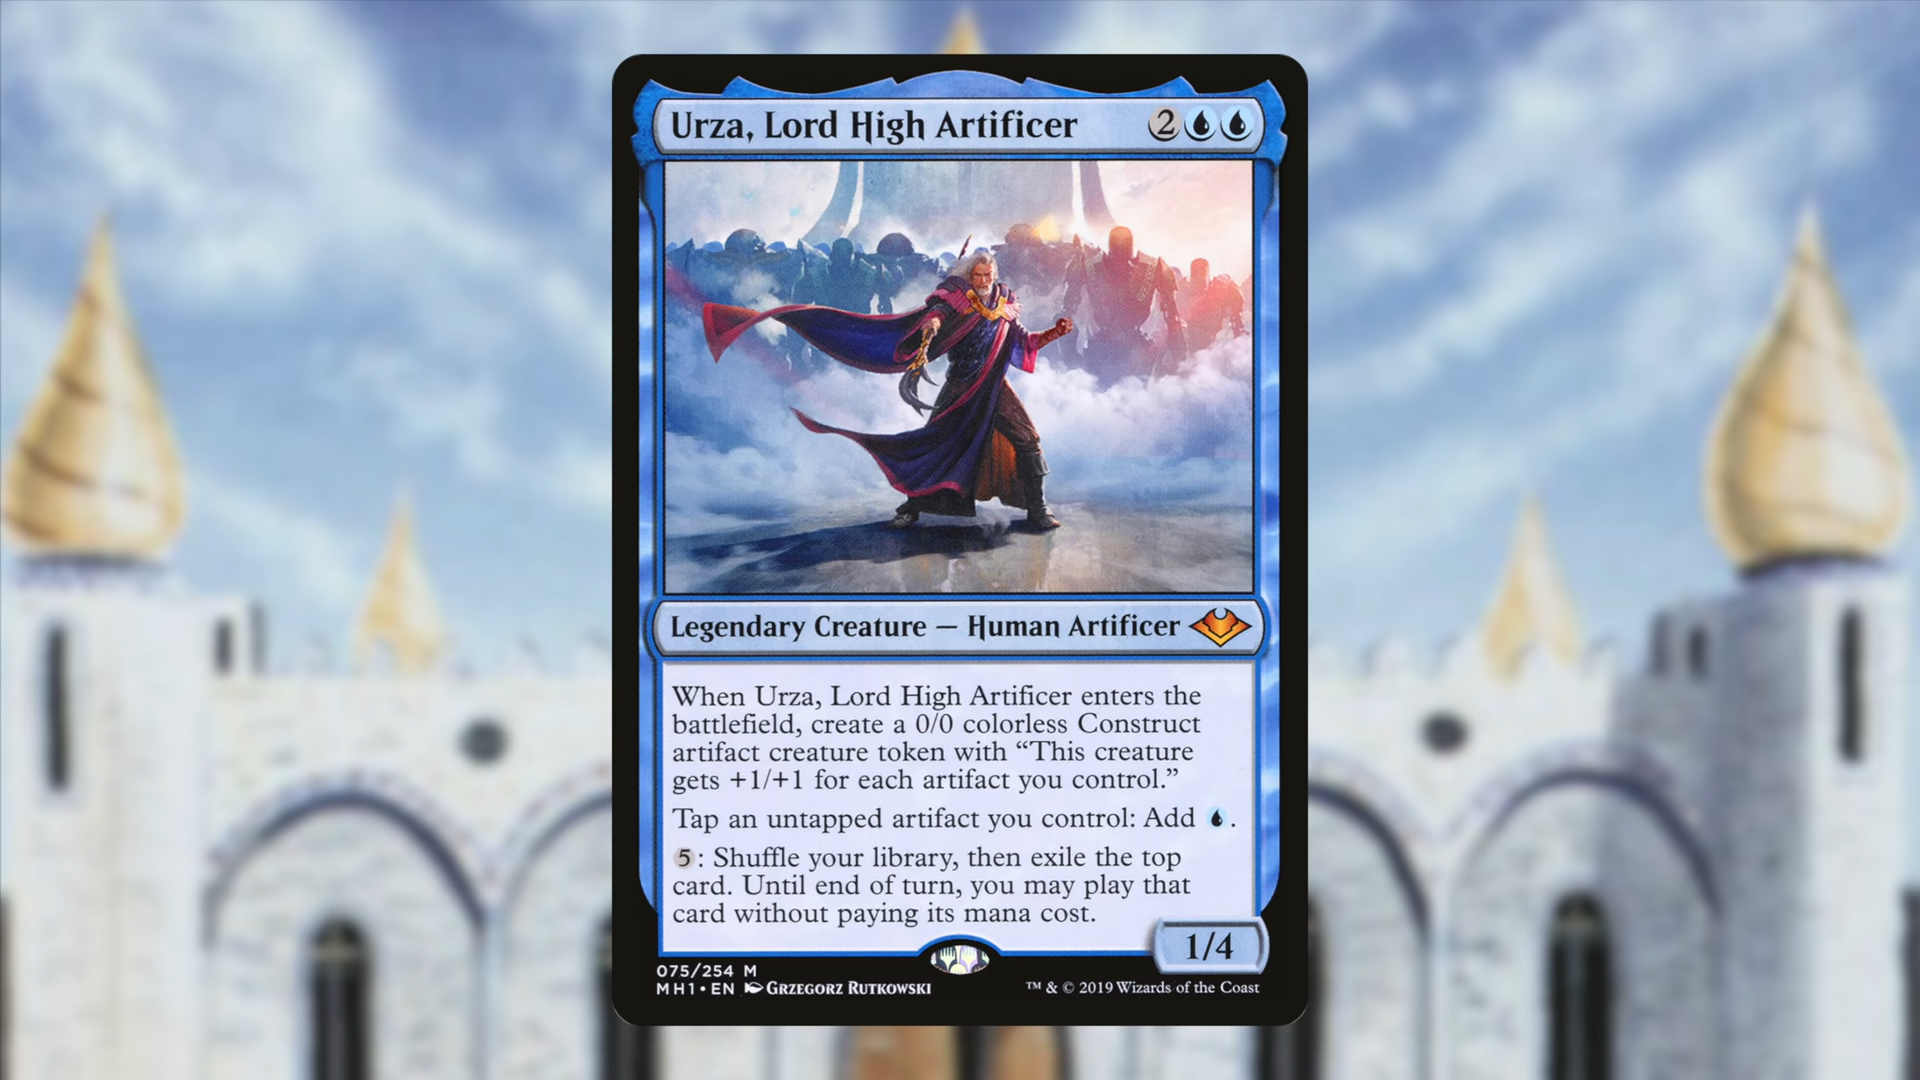 Urza, Lord High Artificer 2
Legendary Creature — Human Artificer
When Urza, Lord High Artificer enters the
battlefield, create a 0/0 colorless Construct
artifact creature token with “This creature
gets +1/+1 for each artifact you control.”
Tap an untapped artifact you control: Add .
5: Shuffle your library, then exile the top
card. Until end of turn, you may play that
card without paying its mana cost.
1/4
075/254 M
MH1•EN Grzegorz Rutkowski
™ & © 2019 Wizards of the Coast